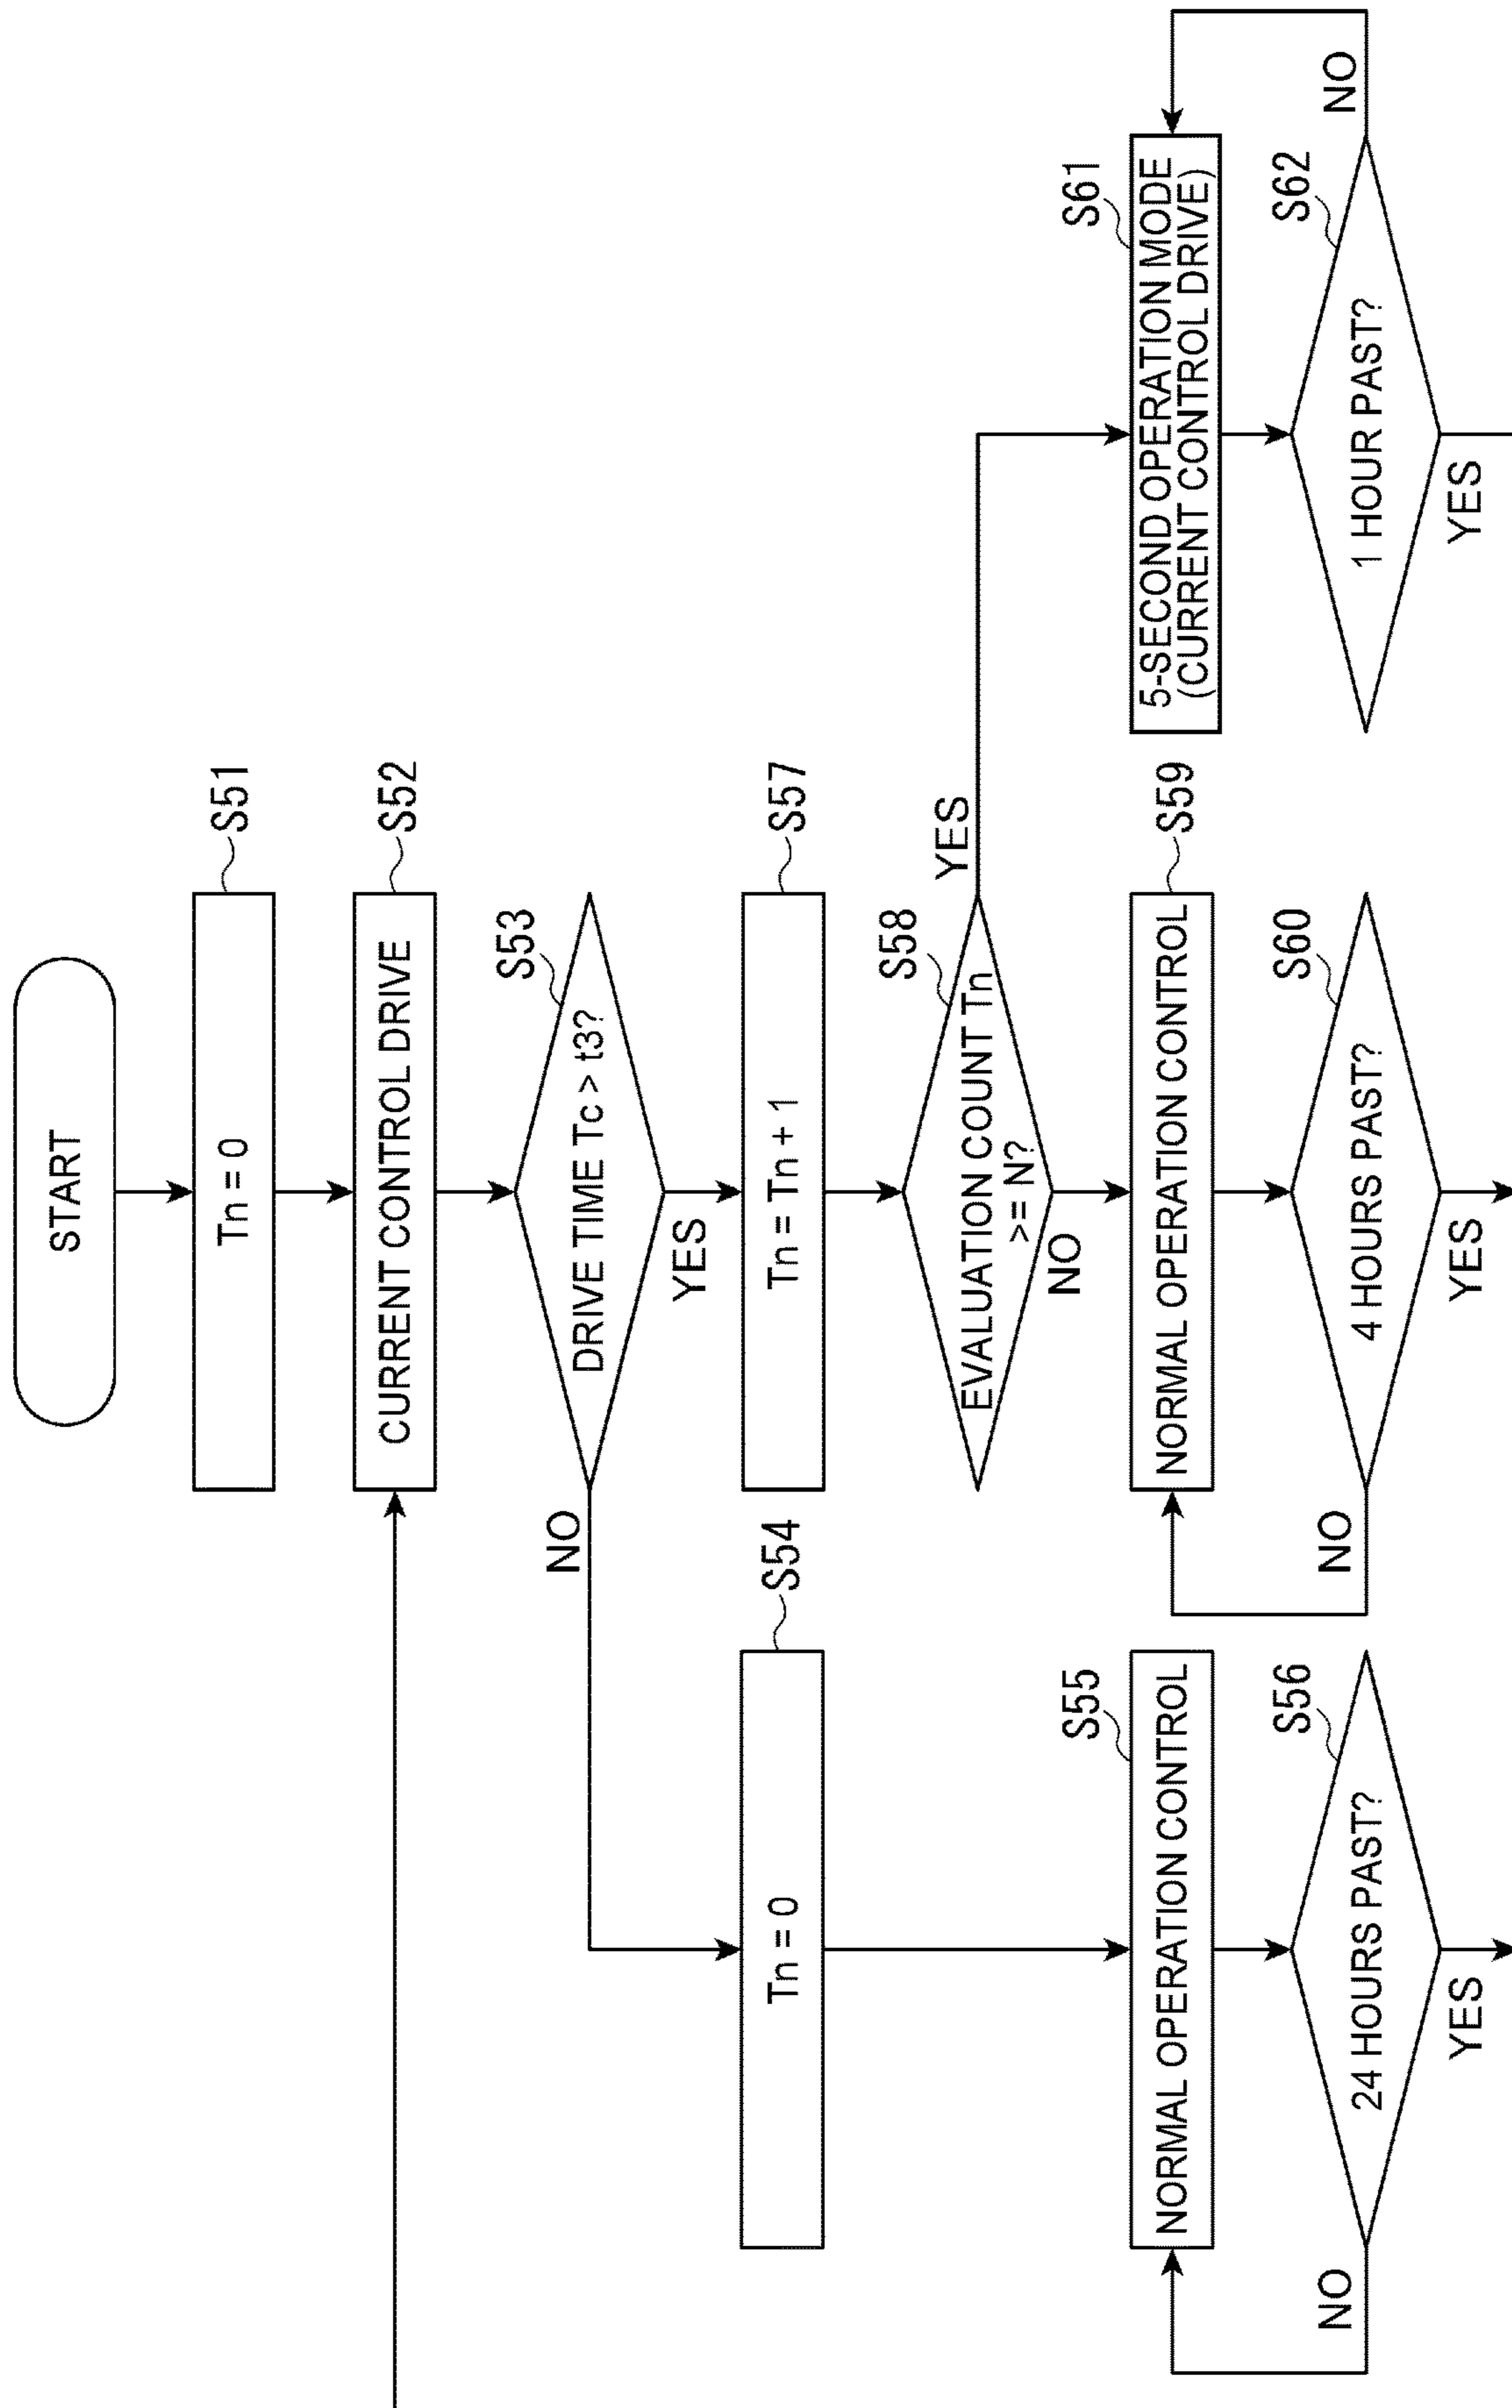 START
Tn = 0
S51
CURRENT CONTROL DRIVE
S52
DRIVE TIME Tc > t3?
S53
NO
YES
Tn = 0
S54
Tn = Tn + 1
S57
EVALUATION COUNT Tn
>= N?
S58
YES
NO
NORMAL OPERATION CONTROL
S55
NORMAL OPERATION CONTROL
S59
5-SECOND OPERATION MODE
(CURRENT CONTROL DRIVE)
S61
24 HOURS PAST?
S56
NO
YES
4 HOURS PAST?
S60
NO
YES
1 HOUR PAST?
S62
NO
YES